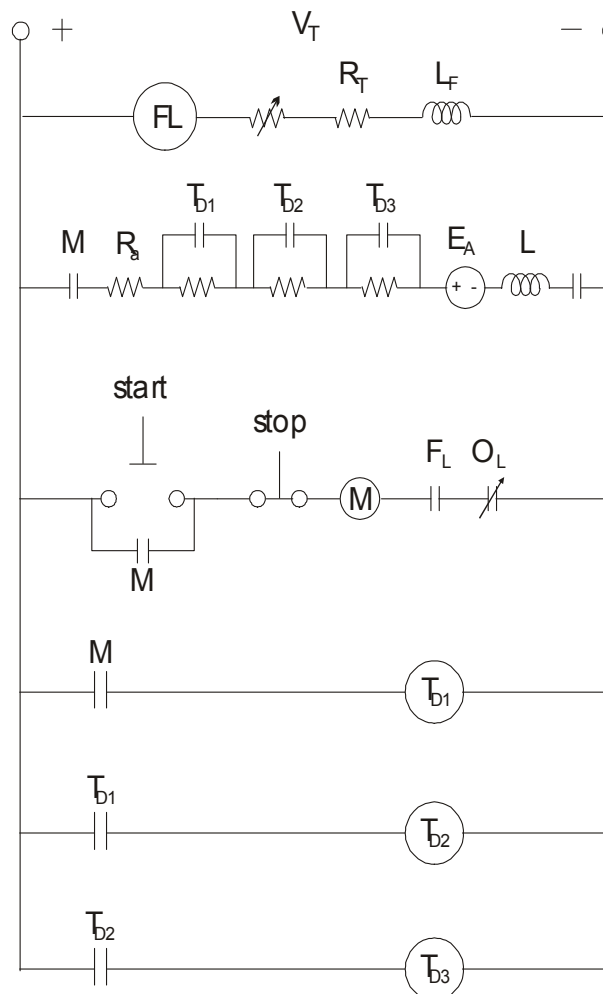 + V_T −
R_T L_F
FL
T_D1 T_D2 T_D3
M R_a E_A L
+ -
start
stop
F_L O_L
M
M
M
T_D1
T_D1
T_D2
T_D2
T_D3